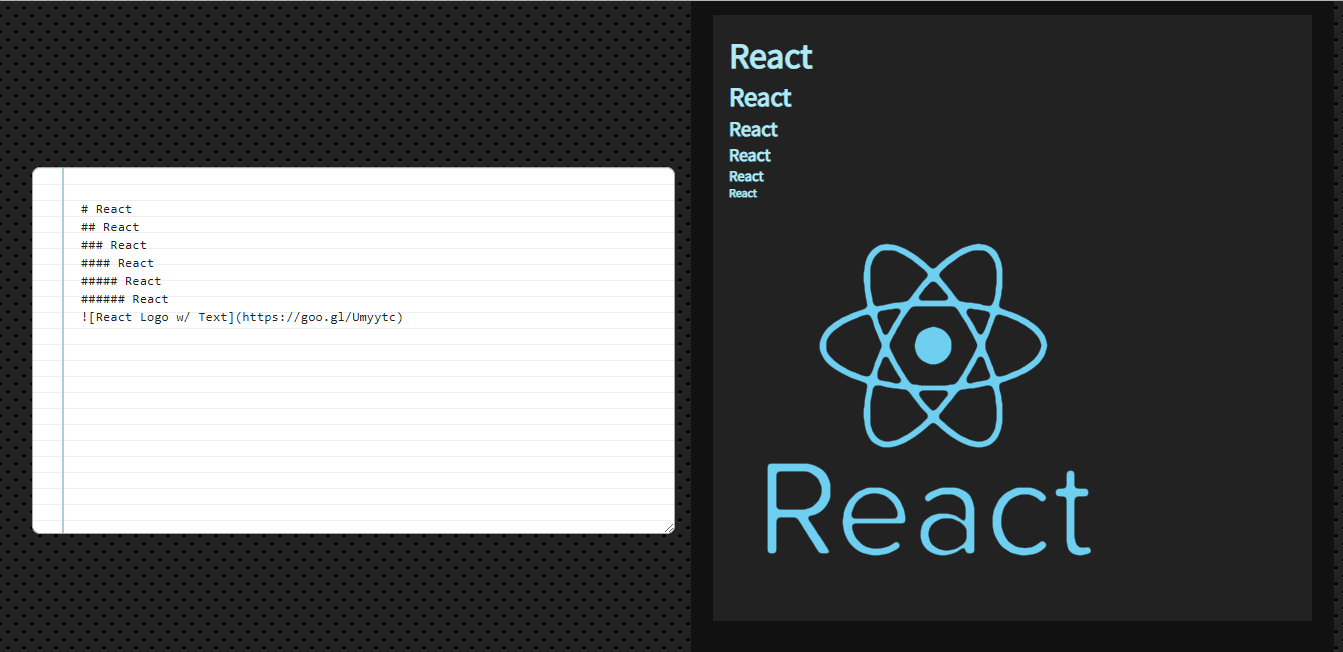 # React
## React
### React
#### React
##### React
###### React
![React Logo w/ Text](https://goo.gl/Umyytc)
React
React
React
React
React
React
React